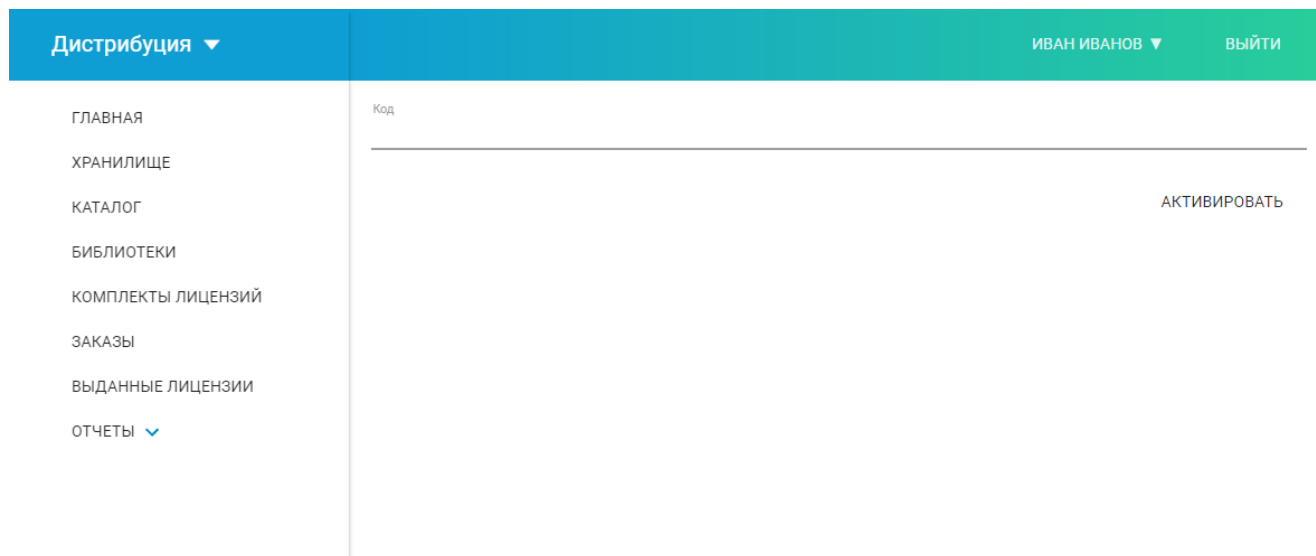 Дистрибуция
ИВАН ИВАНОВ
ВЫЙТИ
ГЛАВНАЯ
ХРАНИЛИЩЕ
КАТАЛОГ
БИБЛИОТЕКИ
КОМПЛЕКТЫ ЛИЦЕНЗИЙ
ЗАКАЗЫ
ВЫДАННЫЕ ЛИЦЕНЗИИ
ОТЧЕТЫ
Код
АКТИВИРОВАТЬ